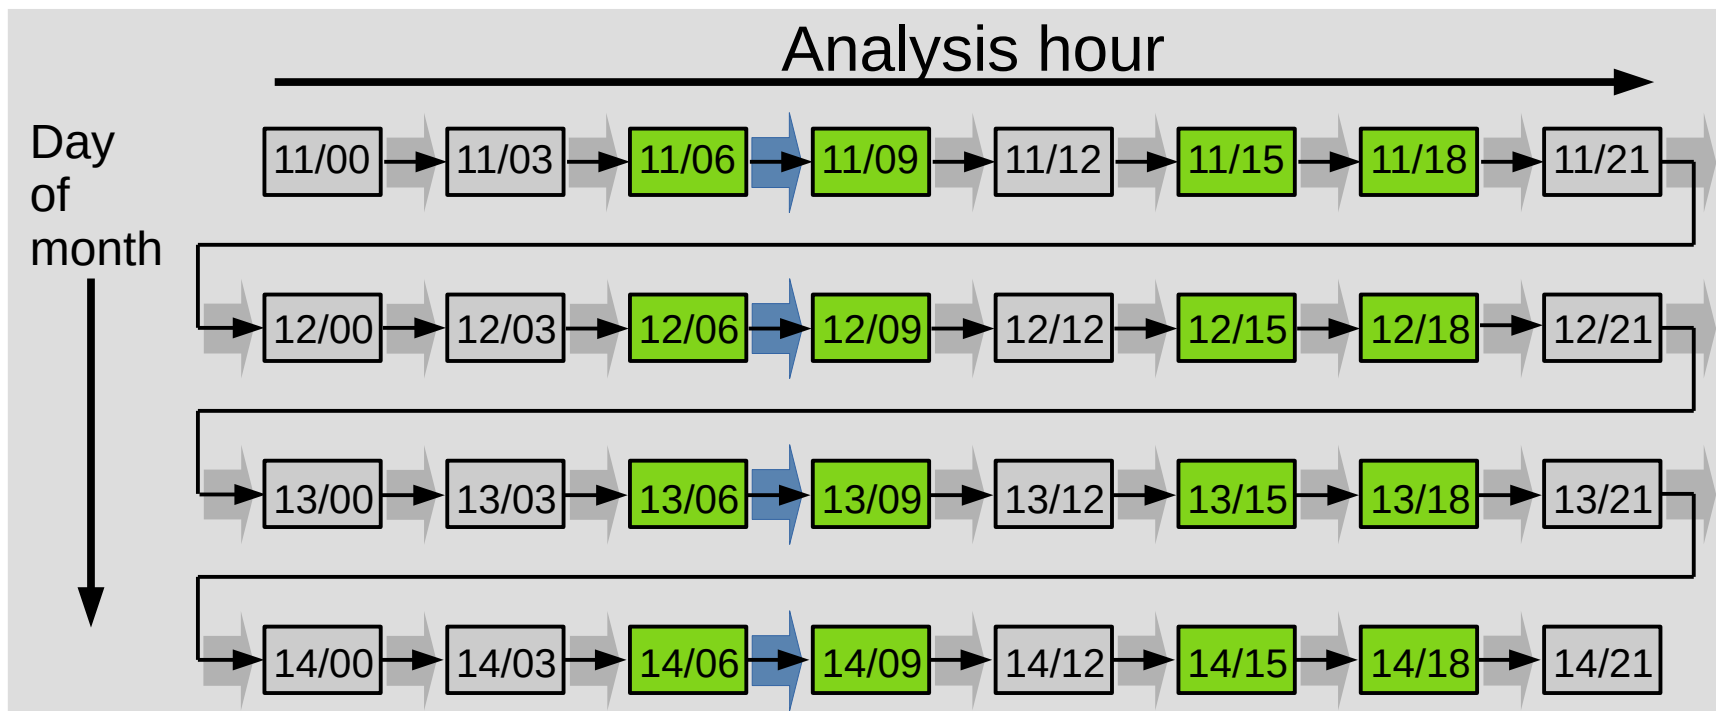 Analysis hour
Day
of
month
11/00 11/03 11/06 11/09 11/12 11/15 11/18 11/21
12/00 12/03 12/06 12/09 12/12 12/15 12/18 12/21
13/00 13/03 13/06 13/09 13/12 13/15 13/18 13/21
14/00 14/03 14/06 14/09 14/12 14/15 14/18 14/21